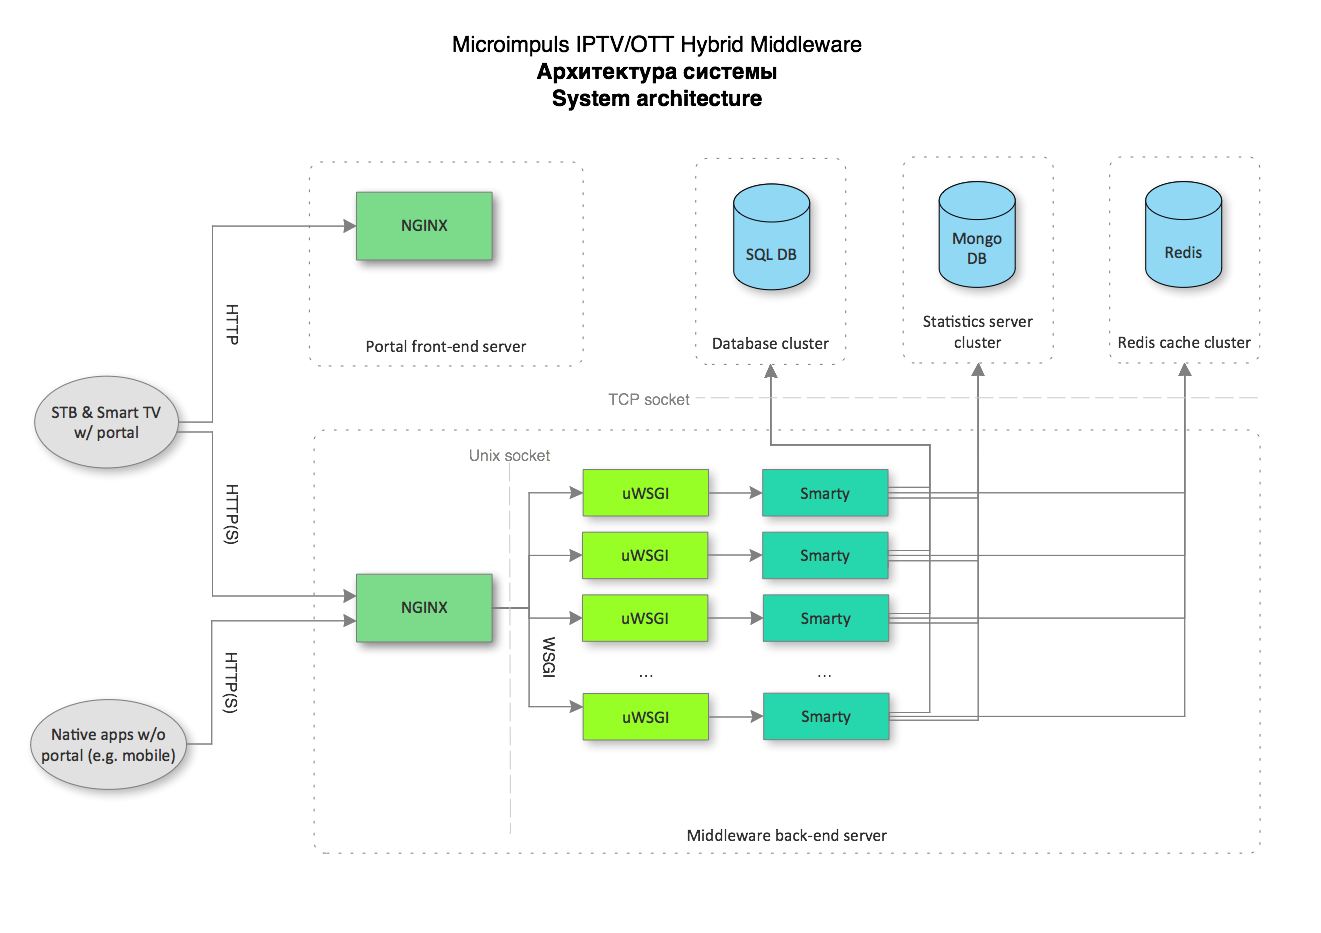 Microimpuls IPTV/OTT Hybrid Middleware
Архитектура системы
System architecture
NGINX
Portal front-end server
SQL DB
Database cluster
Mongo
DB
Statistics server
cluster
Redis
Redis cache cluster
HTTP
TCP socket
STB & Smart TV
w/ portal
HTTP(S)
Unix socket
uWSGI
Smarty
uWSGI
Smarty
NGINX
uWSGI
Smarty
WSGI
...
...
uWSGI
Smarty
HTTP(S)
Native apps w/o
portal (e.g. mobile)
Middleware back-end server